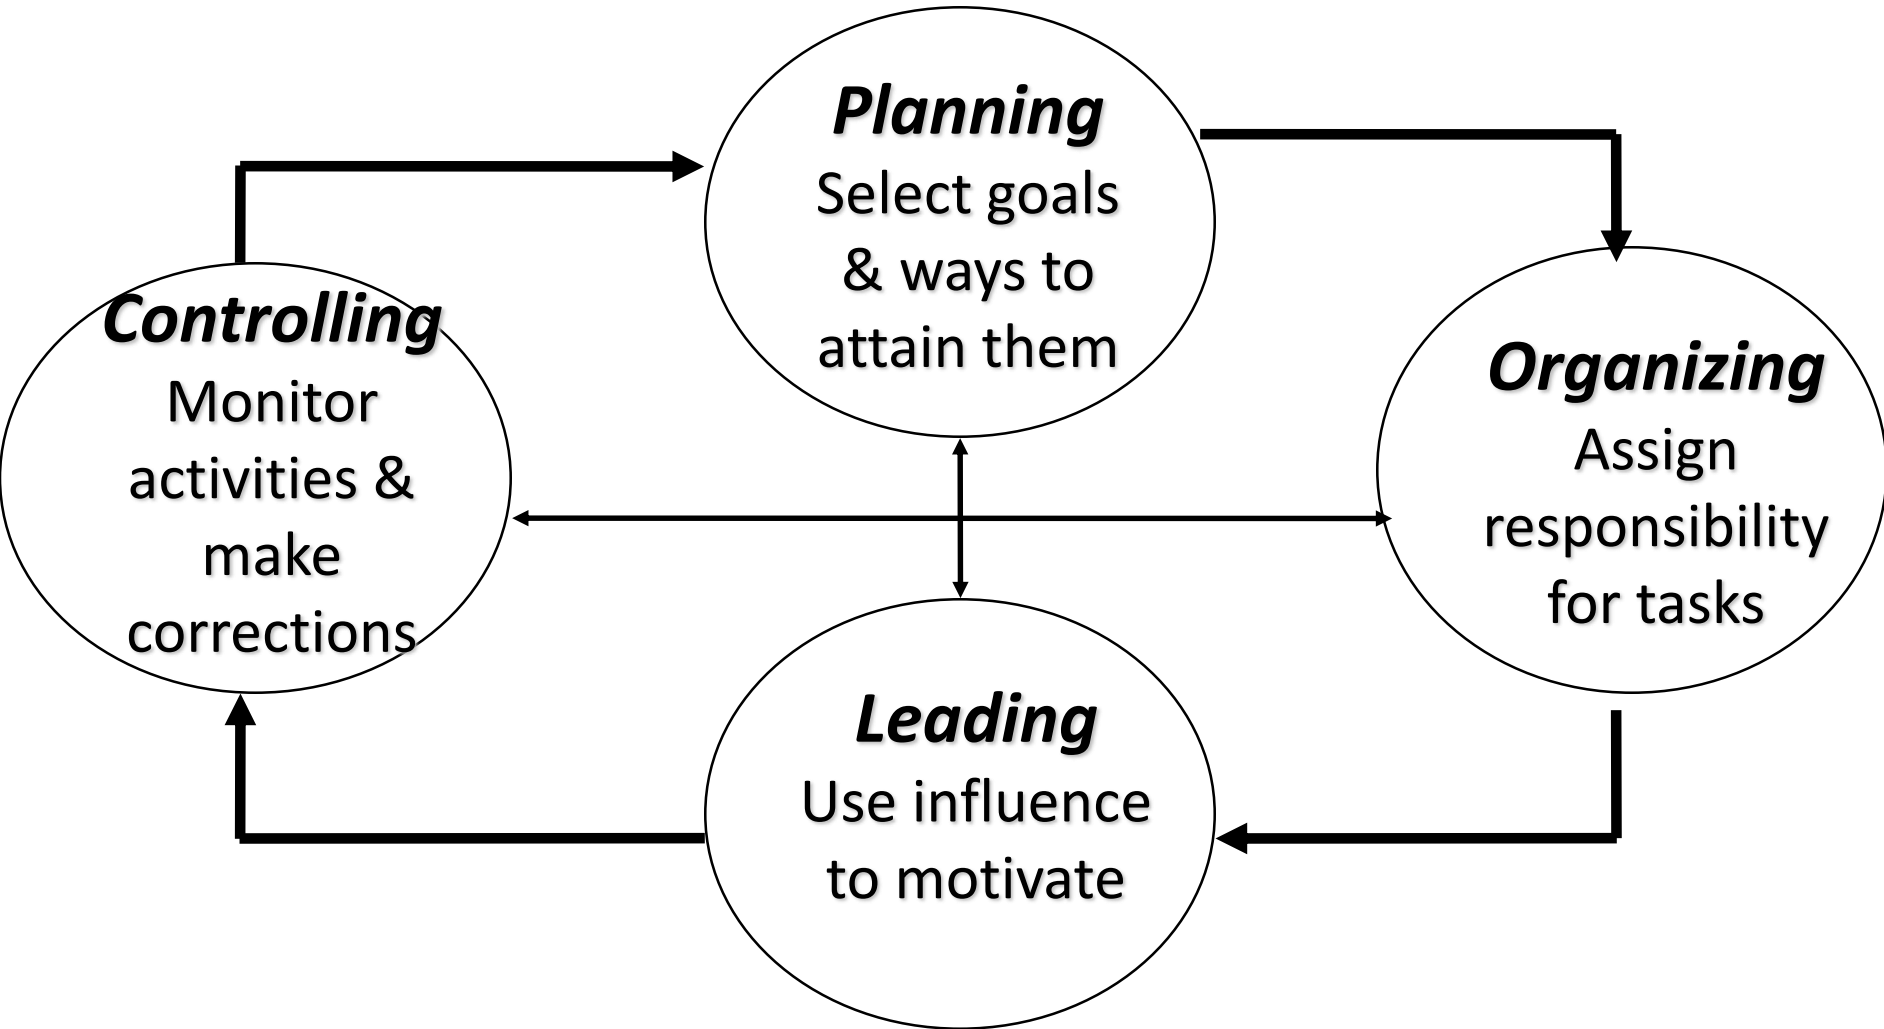 Planning
Select goals
& ways to
attain them
Controlling
Monitor
activities &
make
corrections
Organizing
Assign
responsibility
for tasks
Leading
Use influence
to motivate